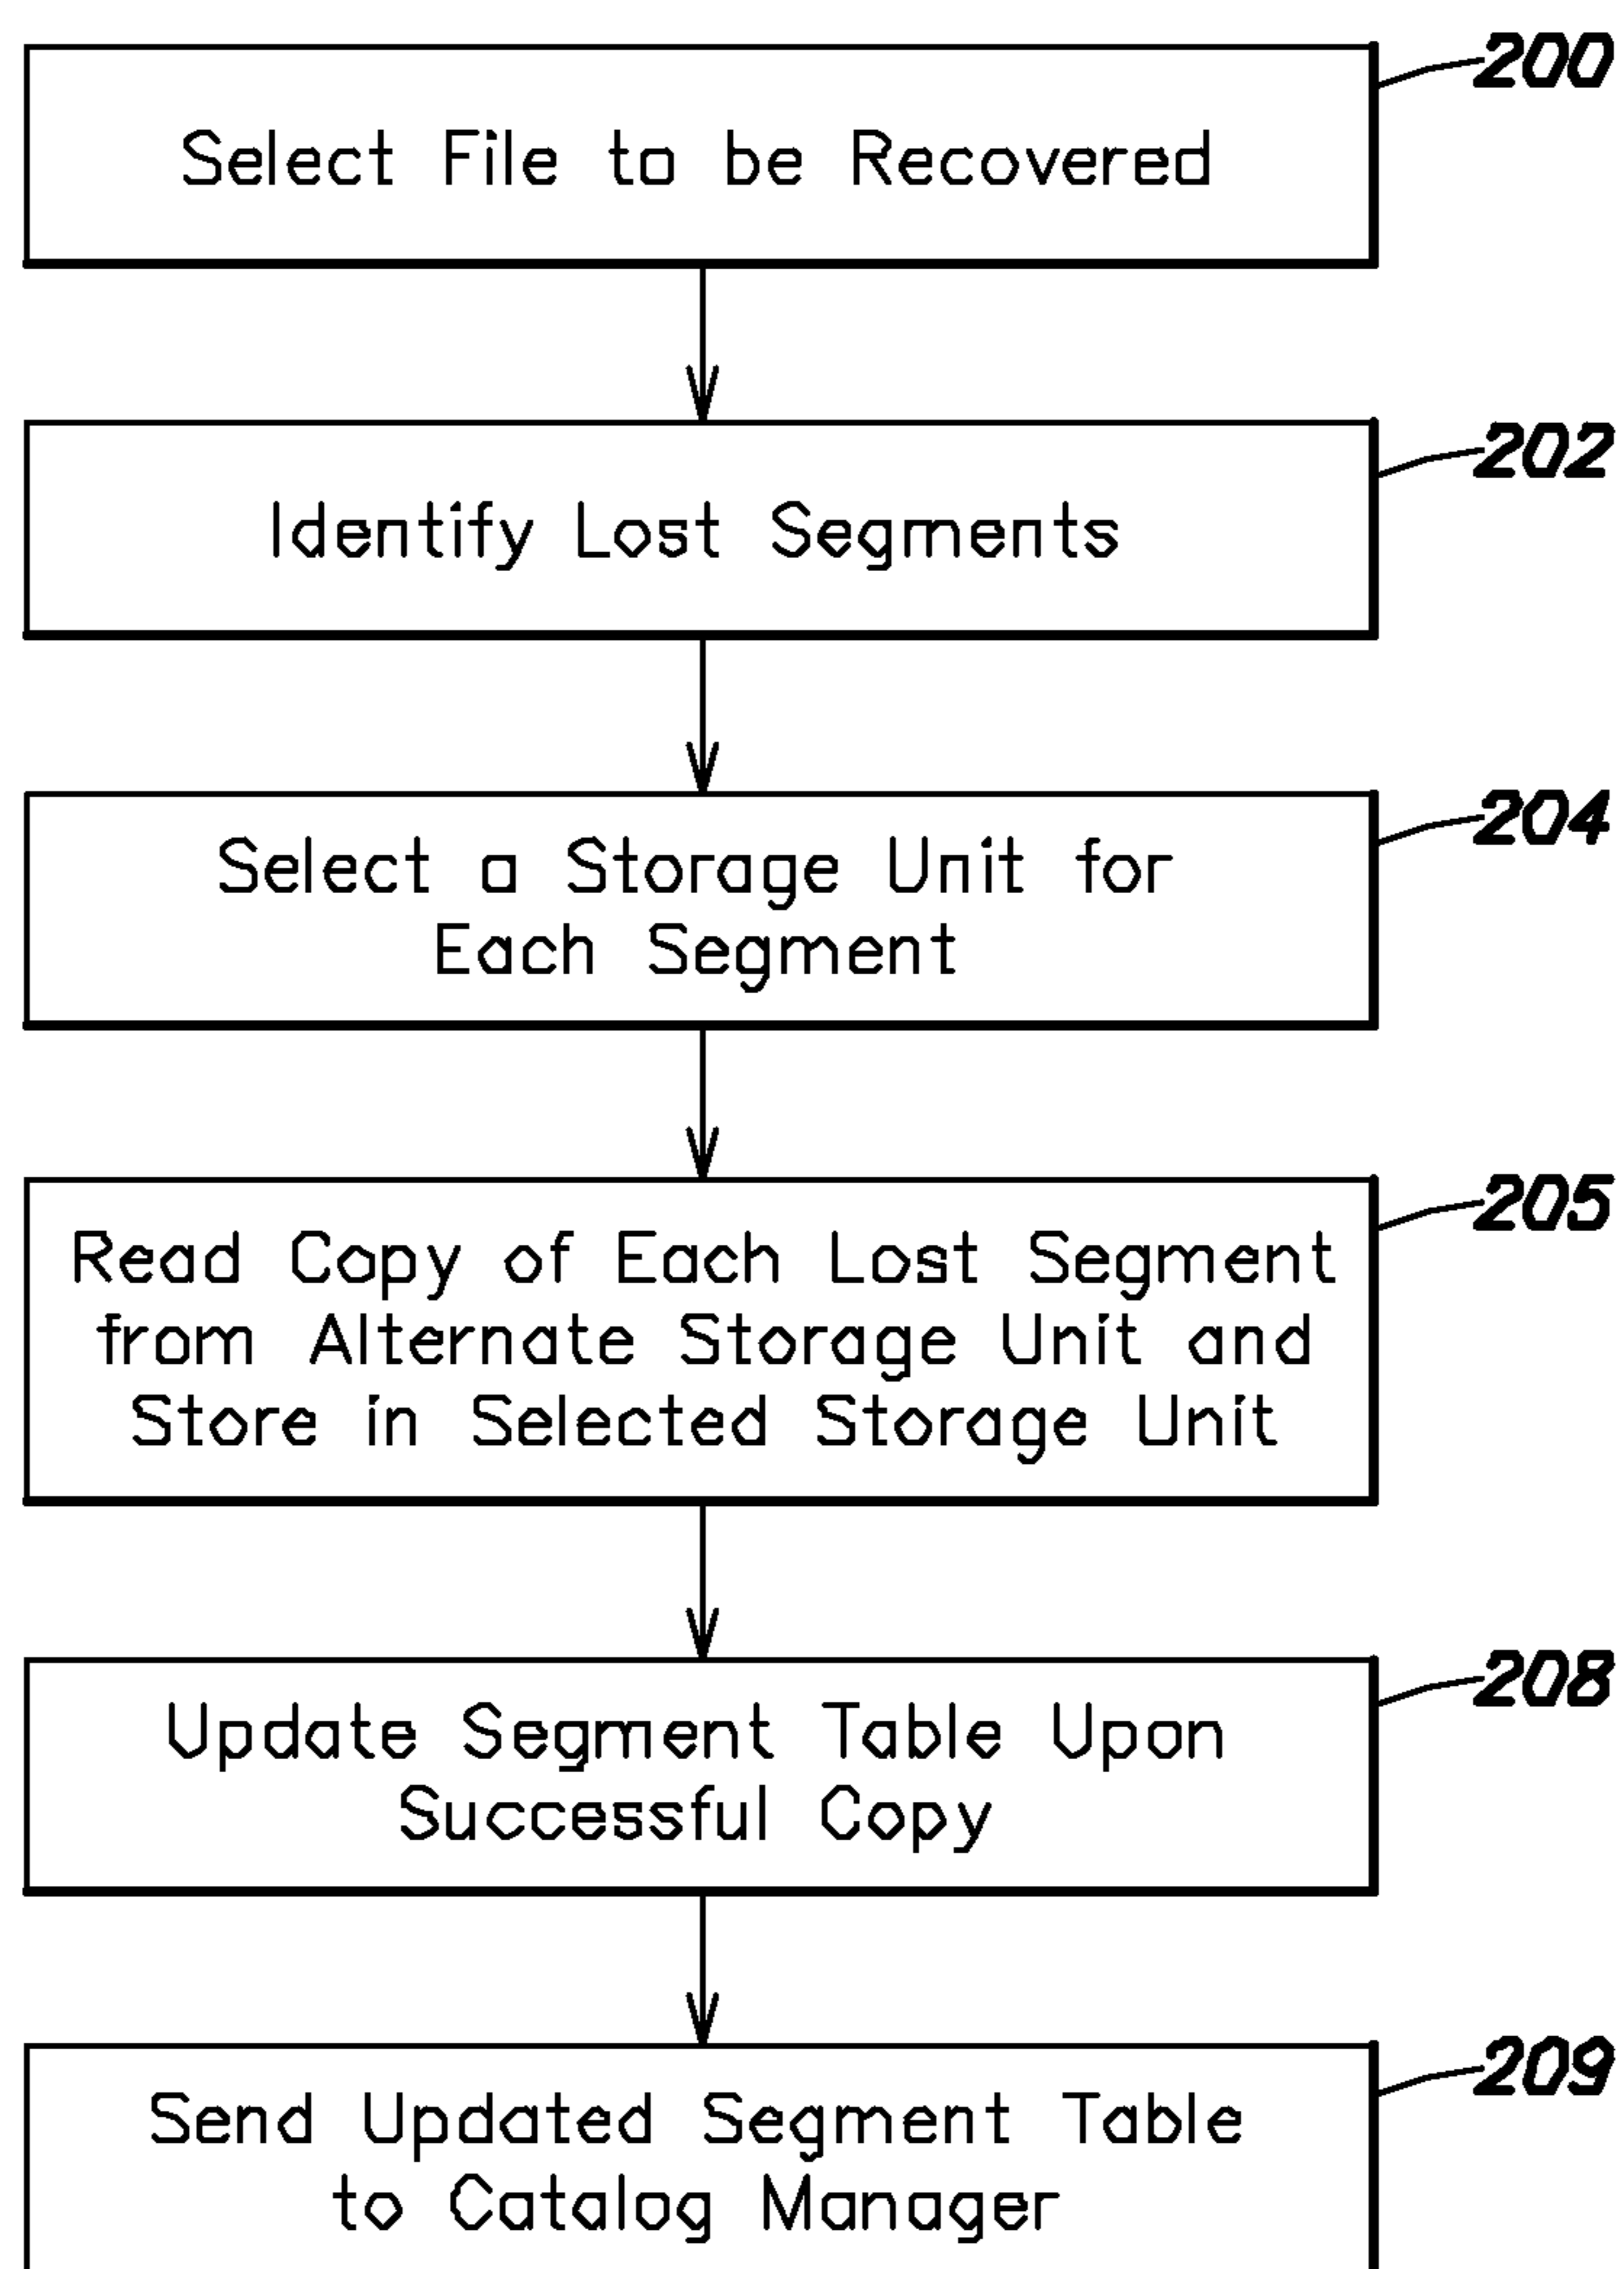 200
Select File to be Recovered
202
Identify Lost Segments
204
Select a Storage Unit for
Each Segment
205
Read Copy of Each Lost Segment
from Alternate Storage Unit and
Store in Selected Storage Unit
208
Update Segment Table Upon
Successful Copy
209
Send Updated Segment Table
to Catalog Manager